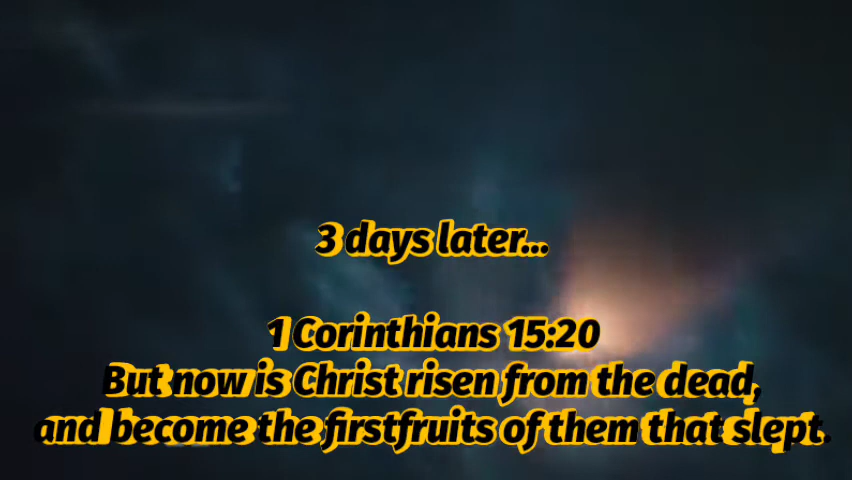 3 days later...
1 Corinthians 15:20
But now is Christ risen from the dead,
and become the firstfruits of them that slept.